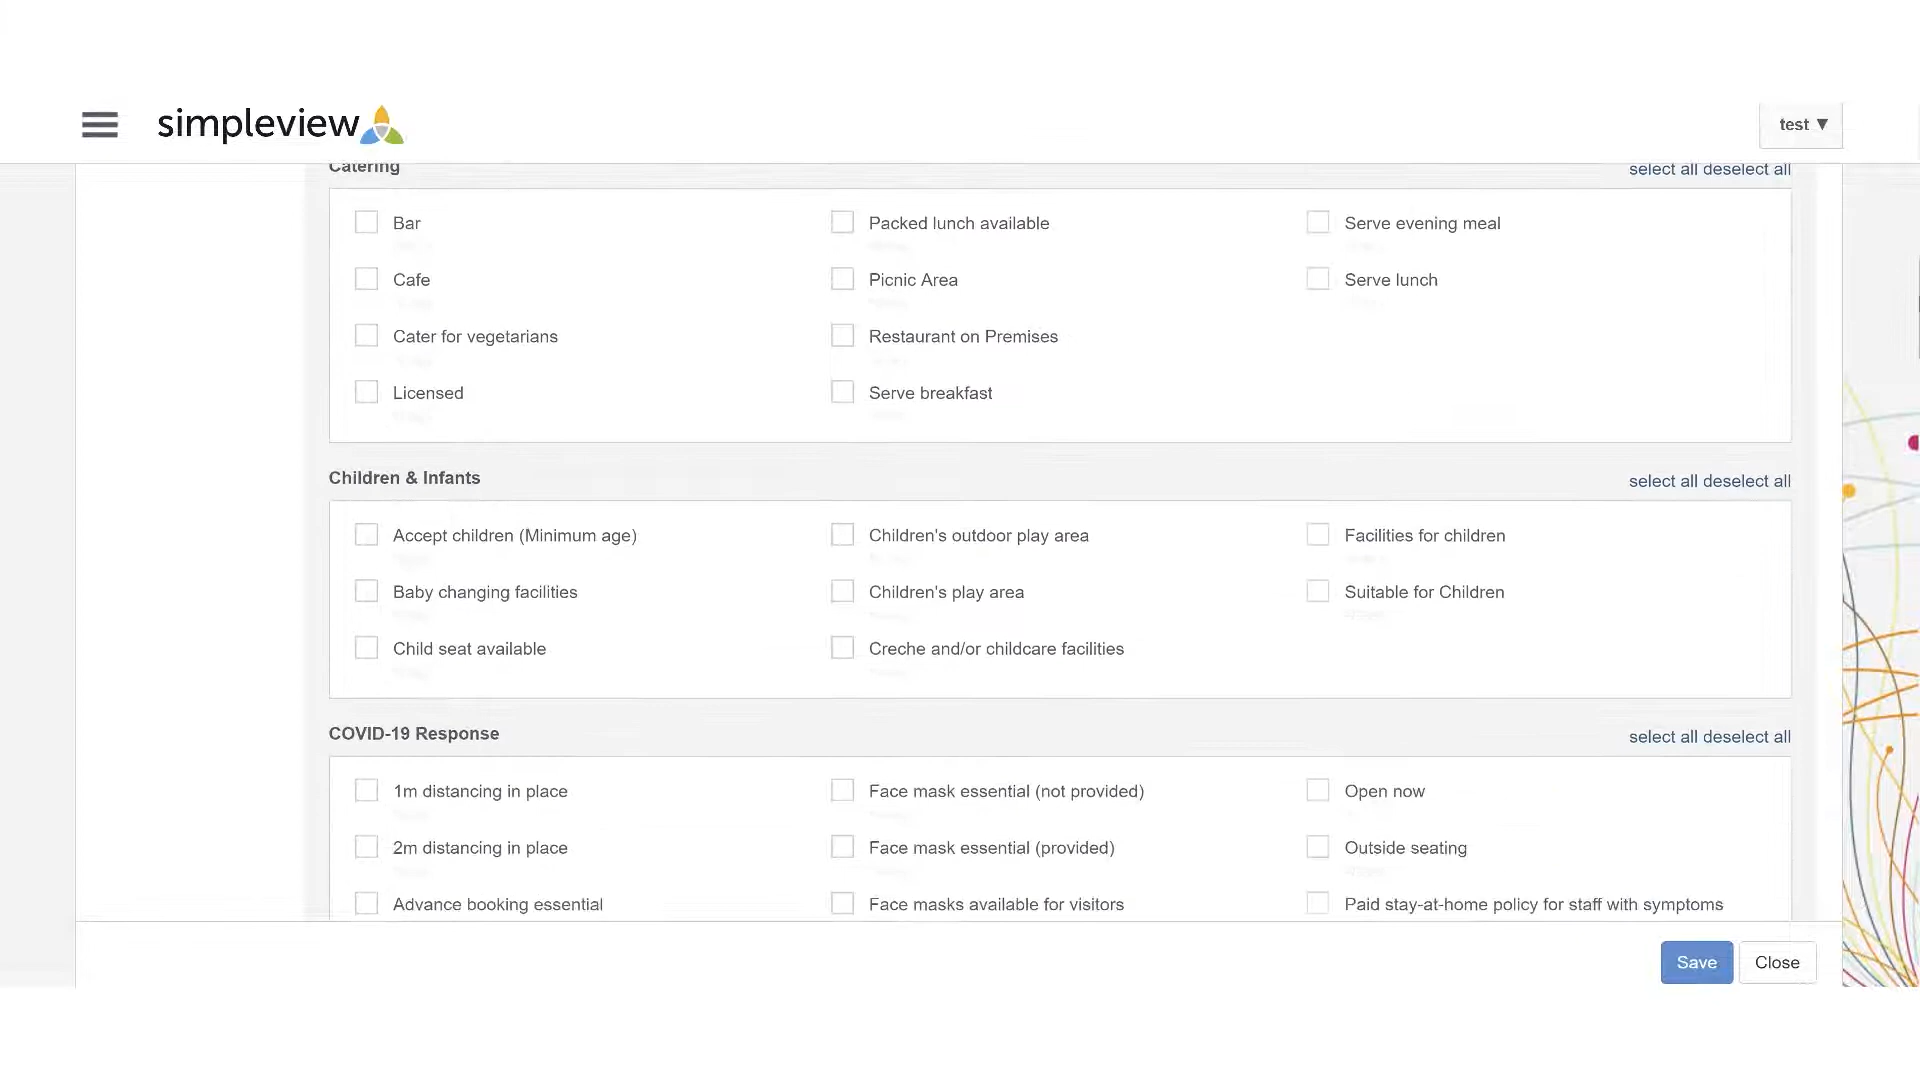 simpleview
test ▼
Catering
select all deselect all
Bar
Packed lunch available
Serve evening meal
Cafe
Picnic Area
Serve lunch
Cater for vegetarians
Restaurant on Premises
Licensed
Serve breakfast
Children & Infants
select all deselect all
Accept children (Minimum age)
Children's outdoor play area
Facilities for children
Baby changing facilities
Children's play area
Suitable for Children
Child seat available
Creche and/or childcare facilities
COVID-19 Response
select all deselect all
1m distancing in place
Face mask essential (not provided)
Open now
2m distancing in place
Face mask essential (provided)
Outside seating
Advance booking essential
Face masks available for visitors
Paid stay-at-home policy for staff with symptoms
Save
Close